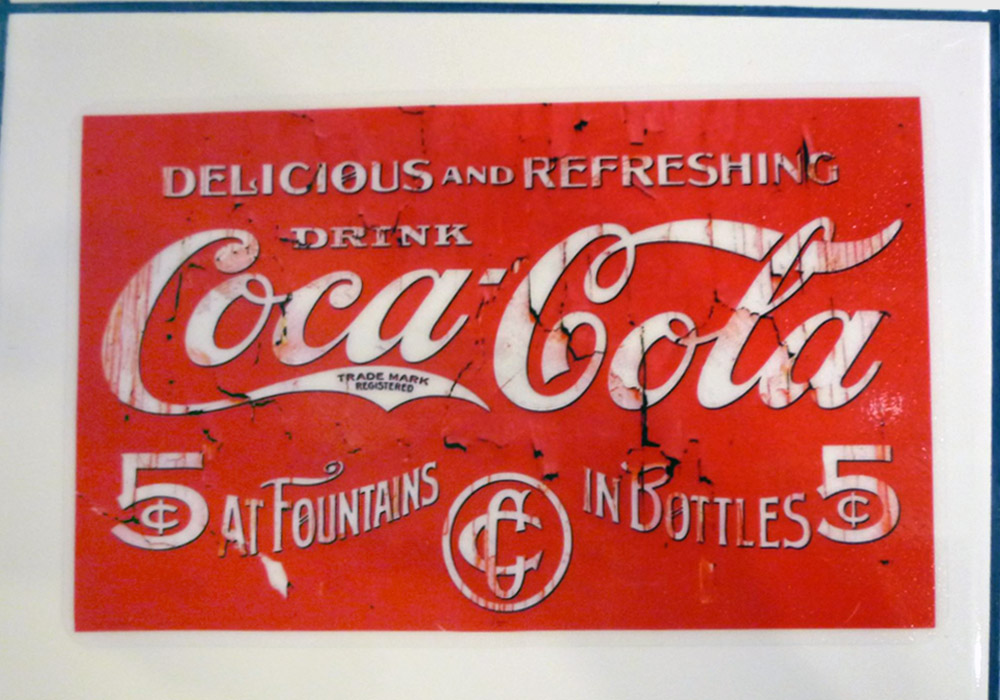 DELICIOUS AND REFRESHING
DRINK
Coca-Cola
TRADE MARK
REGISTERED
5¢ AT FOUNTAINS IN BOTTLES 5¢
CC